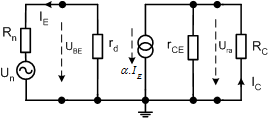 I_E
R_n
U_n
U_BE
r_d
α.I_E
r_CE
U_ra
R_C
I_C